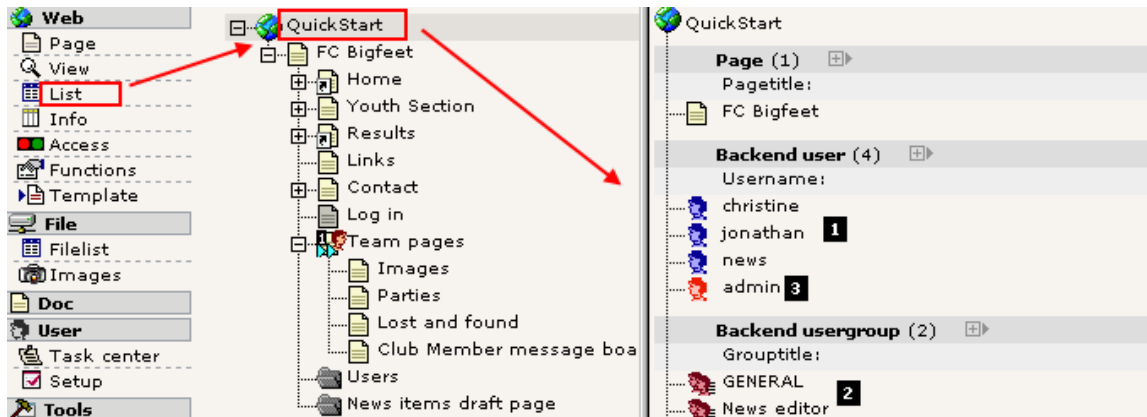 Web
Page
View
List
Info
Access
Functions
Template
File
Filelist
Images
Doc
User
Task center
Setup
Tools
QuickStart
FC Bigfeet
Home
Youth Section
Results
Links
Contact
Log in
Team pages
Images
Parties
Lost and found
Club Member message boa
Users
News items draft page
QuickStart
Page (1)
Pagetitle:
FC Bigfeet
Backend user (4)
Username:
christine
jonathan 1
news
admin 3
Backend usergroup (2)
Grouptitle:
GENERAL
2
News editor